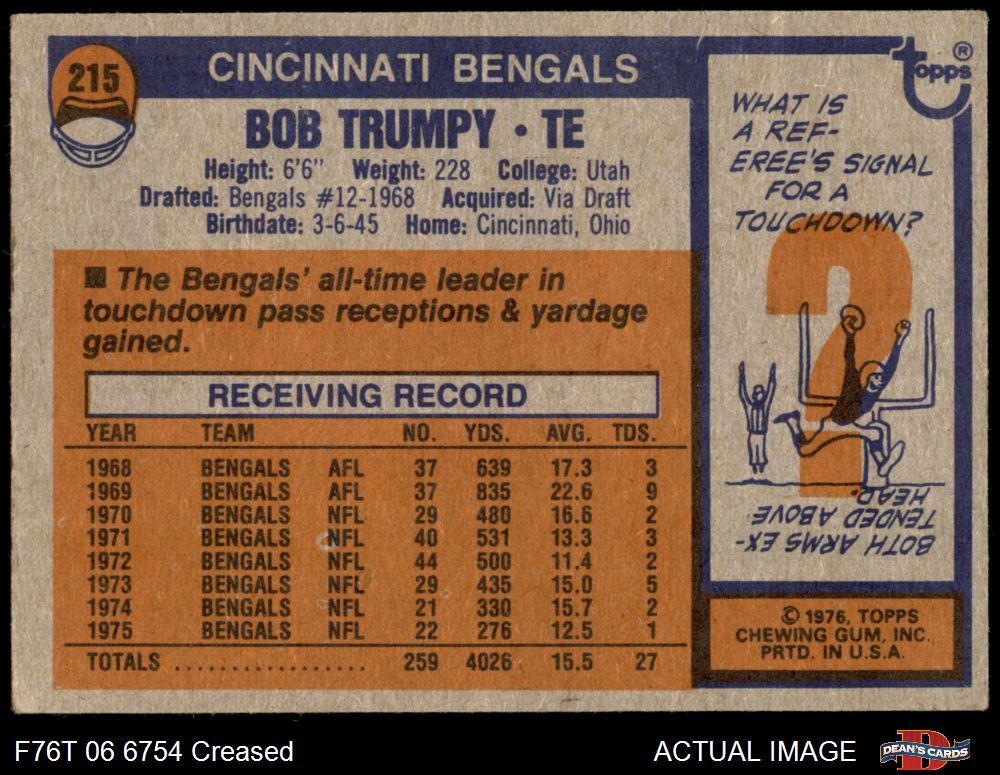 215
CINCINNATI BENGALS
BOB TRUMPY • TE
Height: 6'6" Weight: 228 College: Utah
Drafted: Bengals #12-1968 Acquired: Via Draft
Birthdate: 3-6-45 Home: Cincinnati, Ohio
■ The Bengals' all-time leader in
touchdown pass receptions & yardage
gained.
RECEIVING RECORD
YEAR TEAM NO. YDS. AVG. TDS.
1968 BENGALS AFL 37 639 17.3 3
1969 BENGALS AFL 37 835 22.6 9
1970 BENGALS NFL 29 480 16.6 2
1971 BENGALS NFL 40 531 13.3 3
1972 BENGALS NFL 44 500 11.4 2
1973 BENGALS NFL 29 435 15.0 5
1974 BENGALS NFL 21 330 15.7 2
1975 BENGALS NFL 22 276 12.5 1
TOTALS .................. 259 4026 15.5 27
topps®
WHAT IS
A REF-
EREE'S SIGNAL
FOR A
TOUCHDOWN?
?
BOTH ARMS EX-
TENDED ABOVE
HEAD.
© 1976, TOPPS
CHEWING GUM, INC.
PRTD. IN U.S.A.
F76T 06 6754 Creased
ACTUAL IMAGE
D
DEAN'S CARDS